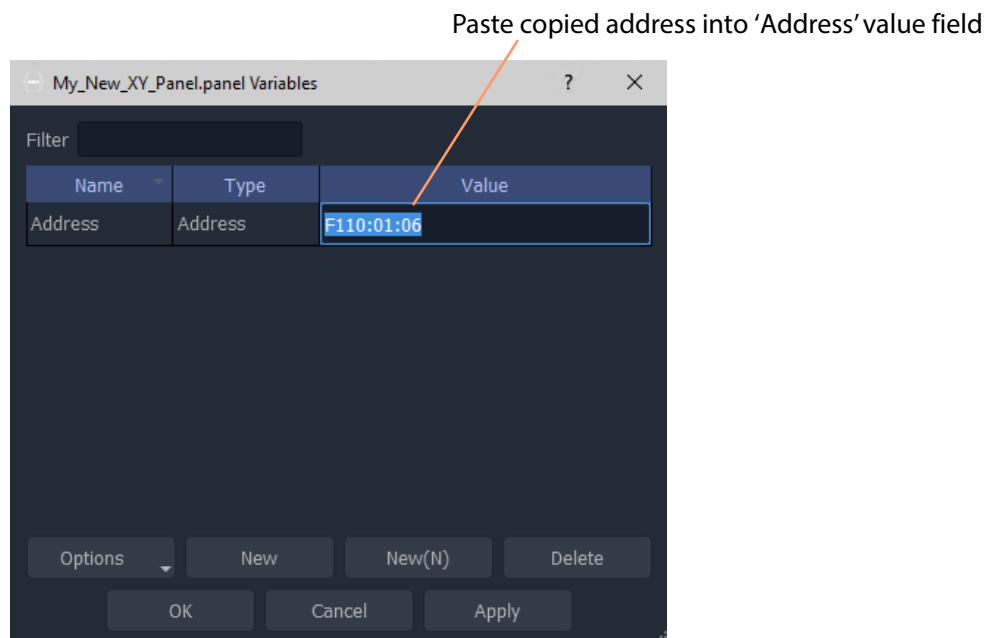 Paste copied address into ‘Address’ value field
My_New_XY_Panel.panel Variables ?
Filter
Name Type Value
Address Address F110:01:06
Options New New(N) Delete
OK Cancel Apply